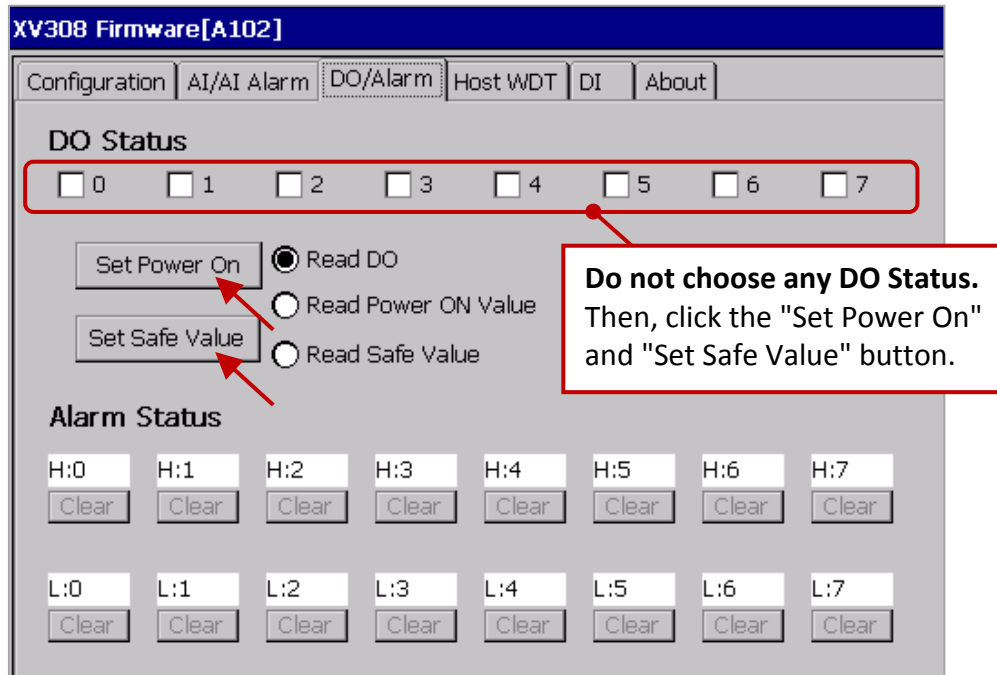 XV308 Firmware[A102]
Configuration AI/AI Alarm DO/Alarm Host WDT DI About
DO Status
0 1 2 3 4 5 6 7
Set Power On Read DO
Read Power ON Value
Set Safe Value Read Safe Value
Do not choose any DO Status.
Then, click the "Set Power On"
and "Set Safe Value" button.
Alarm Status
H:0 H:1 H:2 H:3 H:4 H:5 H:6 H:7
Clear Clear Clear Clear Clear Clear Clear Clear
L:0 L:1 L:2 L:3 L:4 L:5 L:6 L:7
Clear Clear Clear Clear Clear Clear Clear Clear